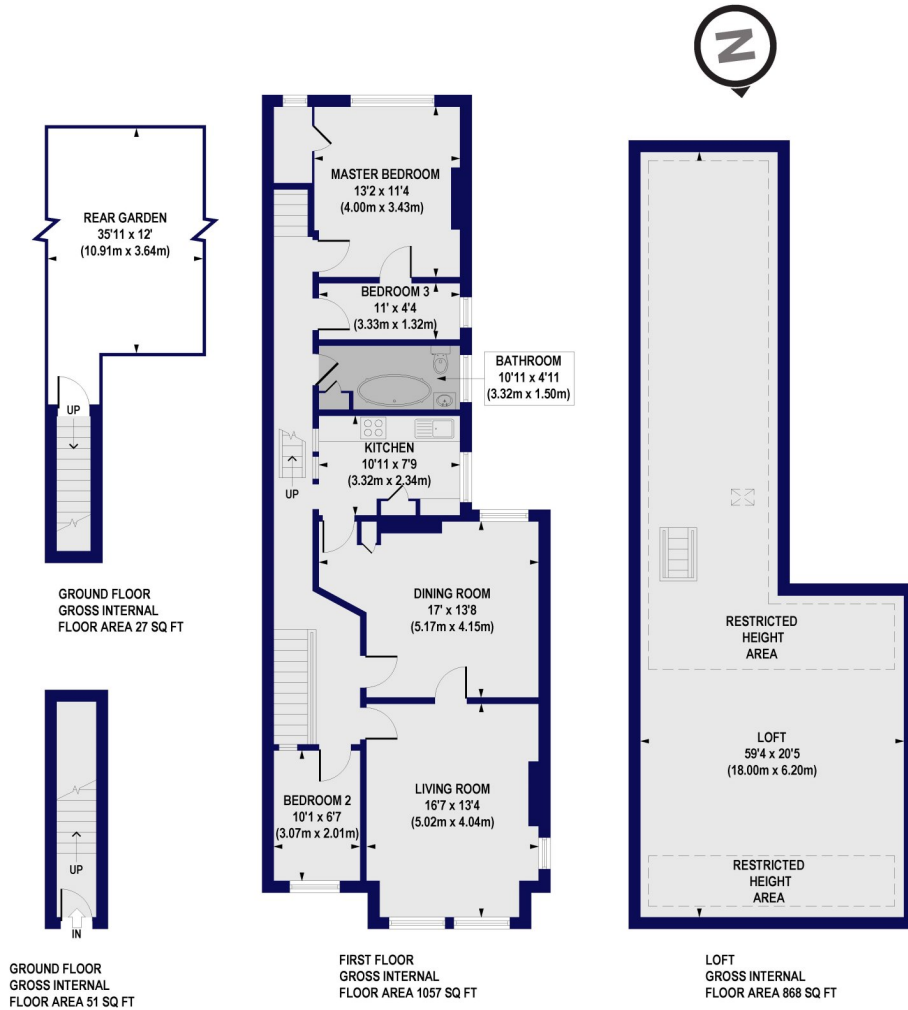 N
REAR GARDEN
35'11 x 12'
(10.91m x 3.64m)
UP
GROUND FLOOR
GROSS INTERNAL
FLOOR AREA 27 SQ FT
UP
IN
GROUND FLOOR
GROSS INTERNAL
FLOOR AREA 51 SQ FT
MASTER BEDROOM
13'2 x 11'4
(4.00m x 3.43m)
BEDROOM 3
11' x 4'4
(3.33m x 1.32m)
BATHROOM
10'11 x 4'11
(3.32m x 1.50m)
KITCHEN
10'11 x 7'9
(3.32m x 2.34m)
UP
DINING ROOM
17' x 13'8
(5.17m x 4.15m)
LIVING ROOM
16'7 x 13'4
(5.02m x 4.04m)
BEDROOM 2
10'1 x 6'7
(3.07m x 2.01m)
FIRST FLOOR
GROSS INTERNAL
FLOOR AREA 1057 SQ FT
RESTRICTED
HEIGHT
AREA
LOFT
59'4 x 20'5
(18.00m x 6.20m)
RESTRICTED
HEIGHT
AREA
LOFT
GROSS INTERNAL
FLOOR AREA 868 SQ FT